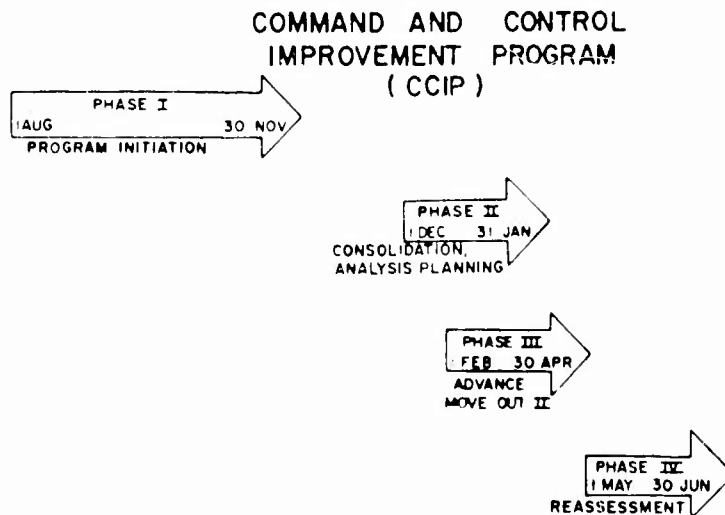 COMMAND AND CONTROL
IMPROVEMENT PROGRAM
(CCIP)
PHASE I
1 AUG 30 NOV
PROGRAM INITIATION
PHASE II
1 DEC 31 JAN
CONSOLIDATION,
ANALYSIS PLANNING
PHASE III
1 FEB 30 APR
ADVANCE
MOVE OUT II
PHASE IV
1 MAY 30 JUN
REASSESSMENT